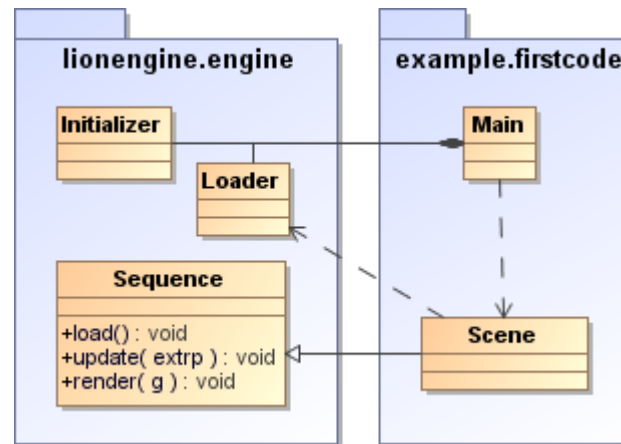 lionengine.engine
example.firstcode
Initializer
Main
Loader
Sequence
+load() : void
+update( extrp ) : void
+render( g ) : void
Scene